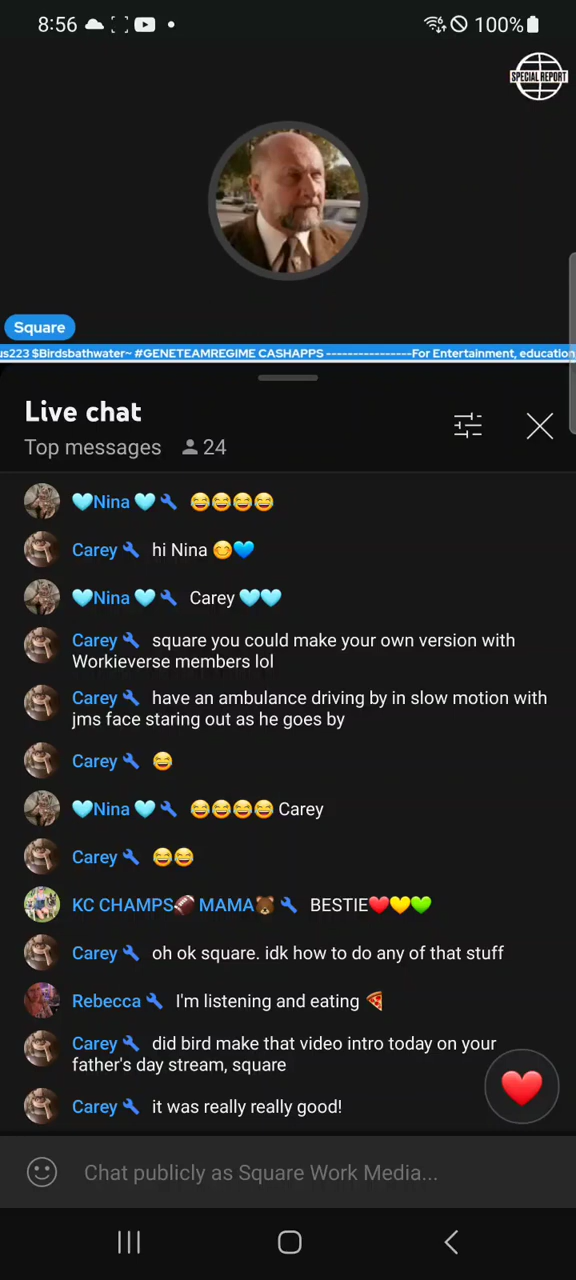 8:56
100%
SPECIAL REPORT
Square
us223 $Birdsbathwater~ #GENETEAMREGIME CASHAPPS ----------------For Entertainment, education
Live chat
Top messages 24
🩵Nina 🩵 😂😂😂😂
Carey hi Nina 😊💙
🩵Nina 🩵 Carey 🩵🩵
Carey square you could make your own version with
Workieverse members lol
Carey have an ambulance driving by in slow motion with
jms face staring out as he goes by
Carey 😂
🩵Nina 🩵 😂😂😂😂 Carey
Carey 😂😂
KC CHAMPS🏈 MAMA🐻 BESTIE❤️💛💚
Carey oh ok square. idk how to do any of that stuff
Rebecca I'm listening and eating 🍕
Carey did bird make that video intro today on your
father's day stream, square
Carey it was really really good!
Chat publicly as Square Work Media...